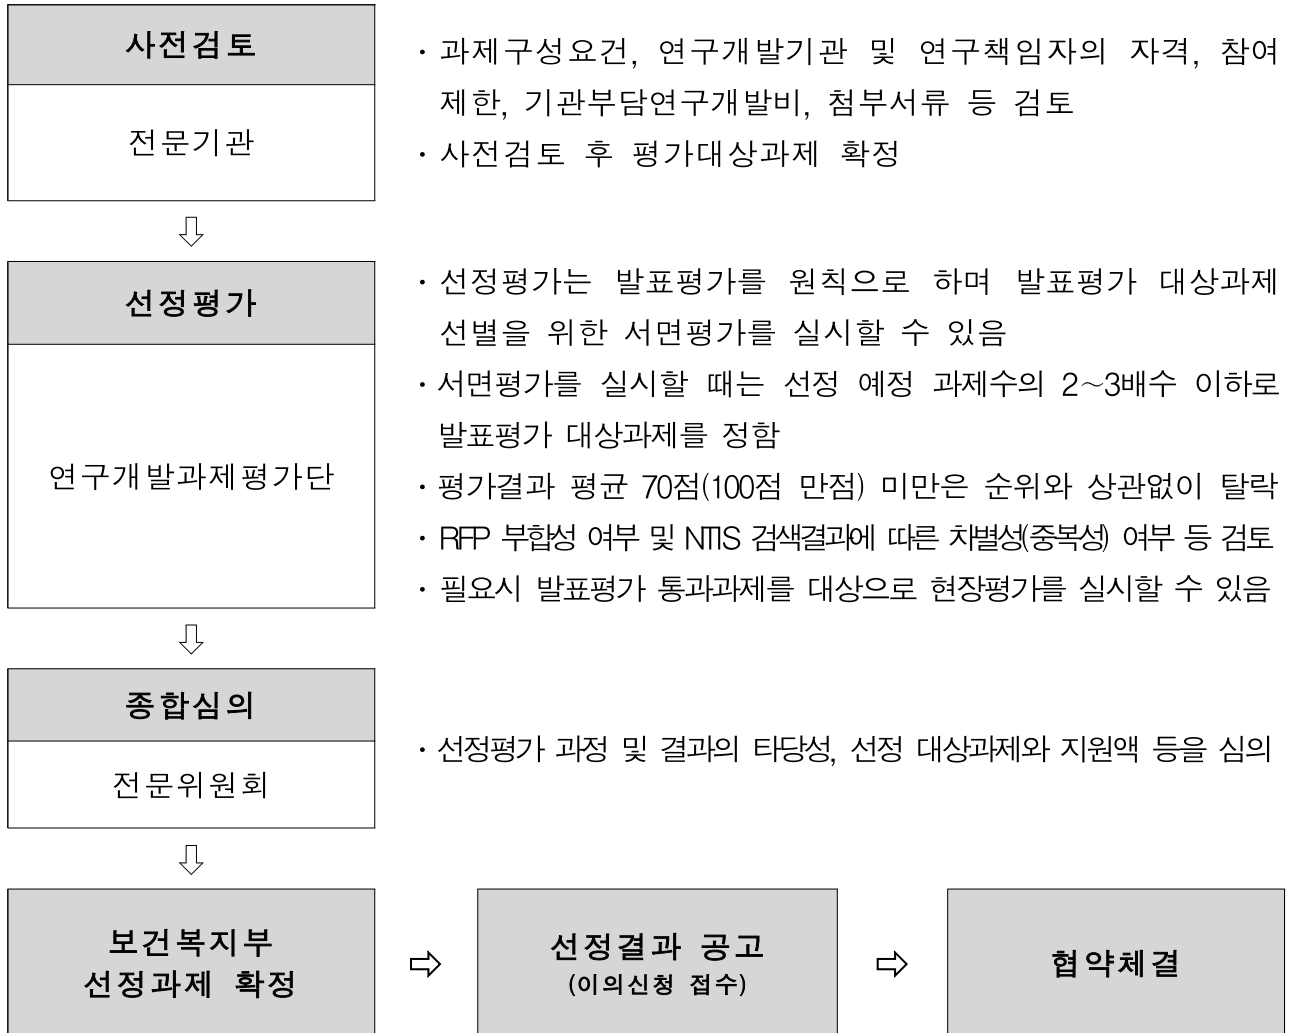 사전검토
전문기관
· 과제구성요건, 연구개발기관 및 연구책임자의 자격, 참여
제한, 기관부담연구개발비, 첨부서류 등 검토
· 사전검토 후 평가대상과제 확정
⇩
선정평가
연구개발과제평가단
· 선정평가는 발표평가를 원칙으로 하며 발표평가 대상과제
선별을 위한 서면평가를 실시할 수 있음
· 서면평가를 실시할 때는 선정 예정 과제수의 2~3배수 이하로
발표평가 대상과제를 정함
· 평가결과 평균 70점(100점 만점) 미만은 순위와 상관없이 탈락
· RFP 부합성 여부 및 NTIS 검색결과에 따른 차별성(중복성) 여부 등 검토
· 필요시 발표평가 통과과제를 대상으로 현장평가를 실시할 수 있음
⇩
종합심의
전문위원회
· 선정평가 과정 및 결과의 타당성, 선정 대상과제와 지원액 등을 심의
⇩
보건복지부
선정과제 확정
⇨
선정결과 공고
(이의신청 접수)
⇨
협약체결